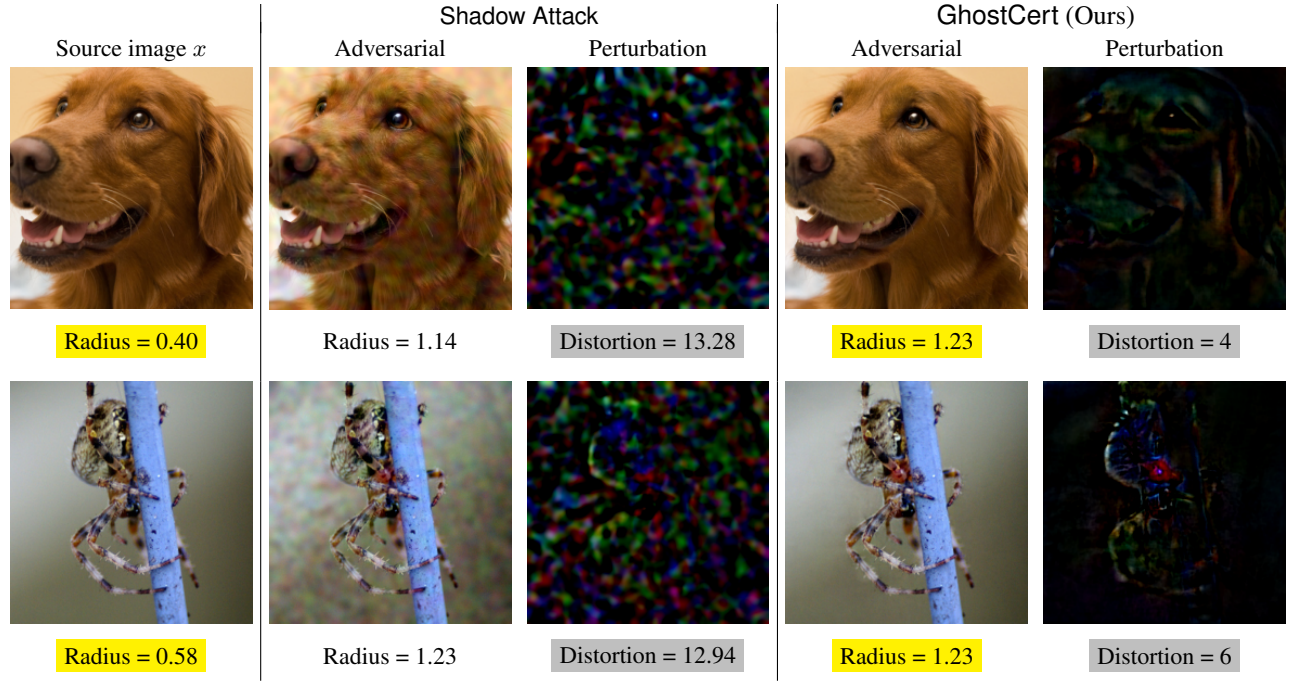 Shadow Attack
GhostCert (Ours)
Source image x
Adversarial
Perturbation
Adversarial
Perturbation
Radius = 0.40
Radius = 1.14
Distortion = 13.28
Radius = 1.23
Distortion = 4
Radius = 0.58
Radius = 1.23
Distortion = 12.94
Radius = 1.23
Distortion = 6